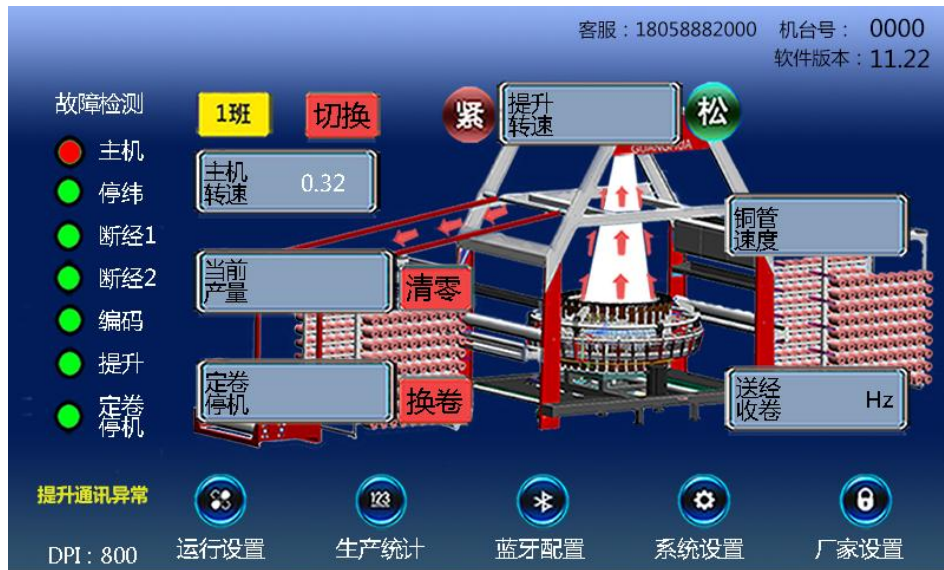 客服：18058882000 机台号： 0000
软件版本：11.22
故障检测
主机
停纬
断经1
断经2
编码
提升
定卷
停机
1班
切换
紧
提升
转速
松
主机
转速
0.32
当前
产量
清零
定卷
停机
换卷
铜管
速度
送经
收卷
Hz
提升通讯异常
DPI：800
123
运行设置
生产统计
蓝牙配置
系统设置
厂家设置